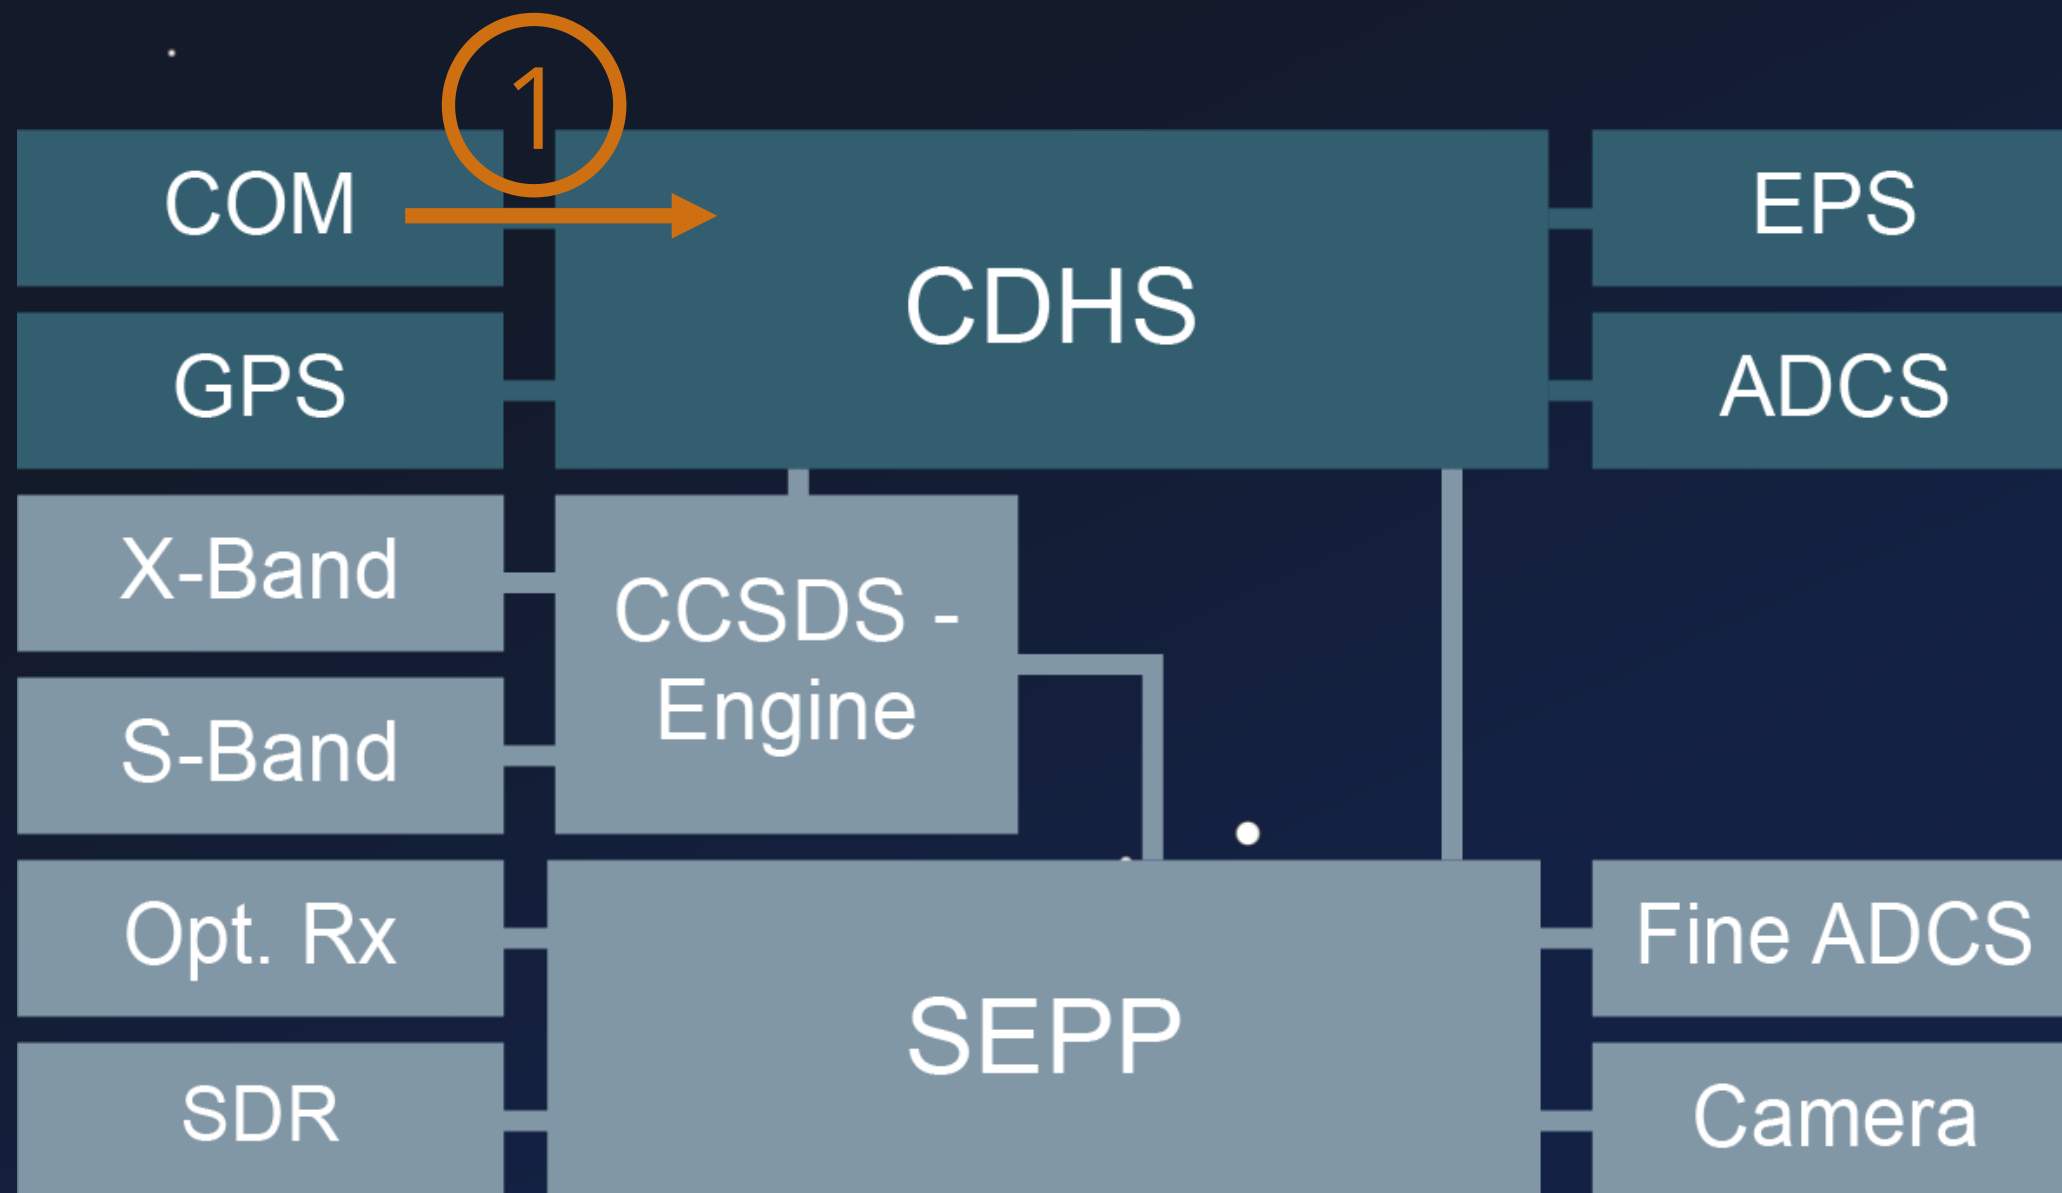 1
COM
CDHS
EPS
GPS
ADCS
X-Band
CCSDS -
Engine
S-Band
Opt. Rx
SEPP
Fine ADCS
SDR
Camera